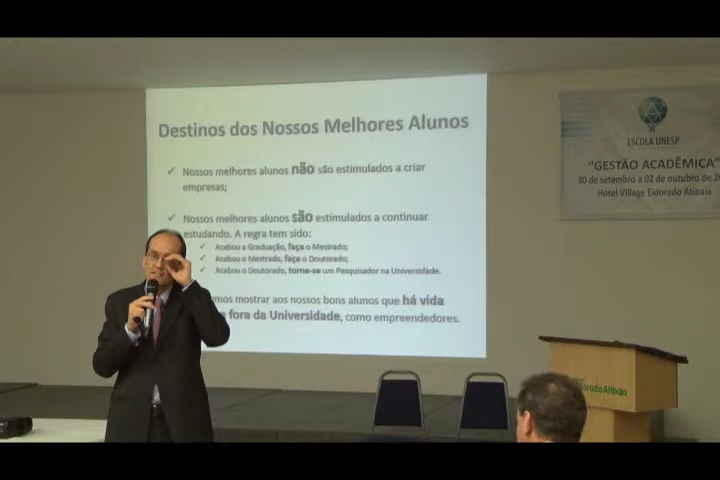 Destinos dos Nossos Melhores Alunos
✓ Nossos melhores alunos não são estimulados a criar
empresas;
✓ Nossos melhores alunos são estimulados a continuar
estudando. A regra tem sido:
✓ Acabou a Graduação, faça o Mestrado;
✓ Acabou o Mestrado, faça o Doutorado;
✓ Acabou o Doutorado, torne-se um Pesquisador na Universidade.
mos mostrar aos nossos bons alunos que há vida
fora da Universidade, como empreendedores.
ESCOLA UNESP
"GESTÃO ACADÊMICA"
30 de setembro a 02 de outubro de
Hotel Village Eldorado Atibaia
Eldorado Atibaia